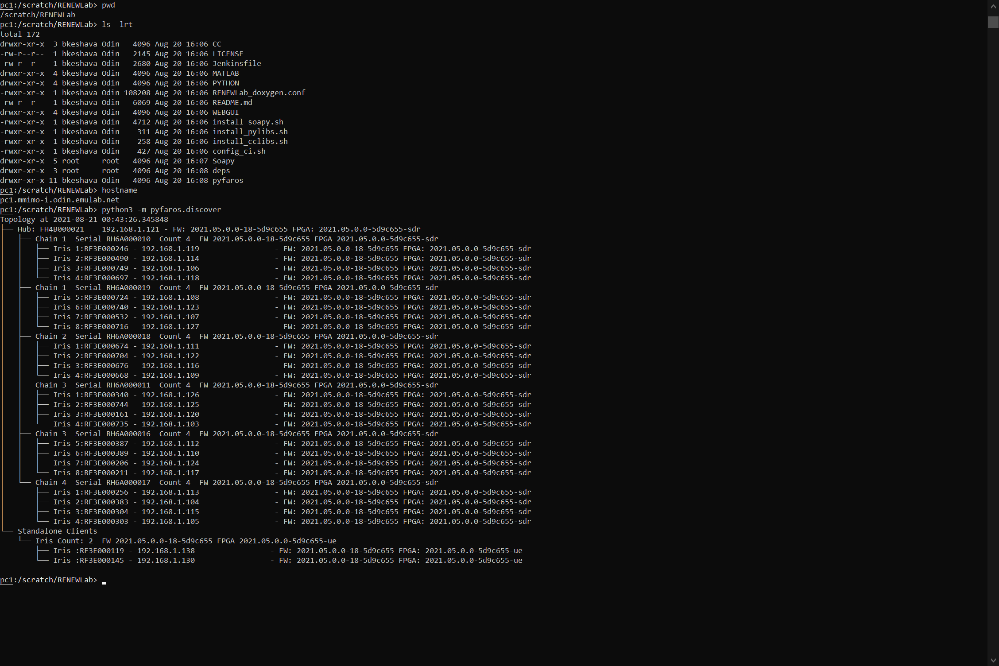 pc1:/scratch/RENEWLab> pwd
/scratch/RENEWLab
pc1:/scratch/RENEWLab> ls -lrt
total 172
drwxr-xr-x  3 bkeshava Odin   4096 Aug 20 16:06 CC
-rw-r--r--  1 bkeshava Odin   2145 Aug 20 16:06 LICENSE
-rw-r--r--  1 bkeshava Odin   2680 Aug 20 16:06 Jenkinsfile
drwxr-xr-x  4 bkeshava Odin   4096 Aug 20 16:06 MATLAB
drwxr-xr-x  4 bkeshava Odin   4096 Aug 20 16:06 PYTHON
-rwxr-xr-x  1 bkeshava Odin 108208 Aug 20 16:06 RENEWLab_doxygen.conf
-rw-r--r--  1 bkeshava Odin   6069 Aug 20 16:06 README.md
drwxr-xr-x  4 bkeshava Odin   4096 Aug 20 16:06 WEBGUI
-rwxr-xr-x  1 bkeshava Odin   4712 Aug 20 16:06 install_soapy.sh
-rwxr-xr-x  1 bkeshava Odin    311 Aug 20 16:06 install_pylibs.sh
-rwxr-xr-x  1 bkeshava Odin    258 Aug 20 16:06 install_cclibs.sh
-rwxr-xr-x  1 bkeshava Odin    427 Aug 20 16:06 config_ci.sh
drwxr-xr-x  5 root     root   4096 Aug 20 16:07 Soapy
drwxr-xr-x  3 root     root   4096 Aug 20 16:08 deps
drwxr-xr-x 11 bkeshava Odin   4096 Aug 20 16:08 pyfaros
pc1:/scratch/RENEWLab> hostname
pc1.mmimo-i.odin.emulab.net
pc1:/scratch/RENEWLab> python3 -m pyfaros.discover
Topology at 2021-08-21 00:43:26.345848
├── Hub: FH4B000021    192.168.1.121 - FW: 2021.05.0.0-18-5d9c655 FPGA: 2021.05.0.0-5d9c655-sdr
│   ├── Chain 1  Serial RH6A000010  Count 4  FW 2021.05.0.0-18-5d9c655 FPGA 2021.05.0.0-5d9c655-sdr
│   │   ├── Iris 1:RF3E000246 - 192.168.1.119                 - FW: 2021.05.0.0-18-5d9c655 FPGA: 2021.05.0.0-5d9c655-sdr
│   │   ├── Iris 2:RF3E000490 - 192.168.1.114                 - FW: 2021.05.0.0-18-5d9c655 FPGA: 2021.05.0.0-5d9c655-sdr
│   │   ├── Iris 3:RF3E000749 - 192.168.1.106                 - FW: 2021.05.0.0-18-5d9c655 FPGA: 2021.05.0.0-5d9c655-sdr
│   │   └── Iris 4:RF3E000697 - 192.168.1.118                 - FW: 2021.05.0.0-18-5d9c655 FPGA: 2021.05.0.0-5d9c655-sdr
│   ├── Chain 1  Serial RH6A000019  Count 4  FW 2021.05.0.0-18-5d9c655 FPGA 2021.05.0.0-5d9c655-sdr
│   │   ├── Iris 5:RF3E000724 - 192.168.1.108                 - FW: 2021.05.0.0-18-5d9c655 FPGA: 2021.05.0.0-5d9c655-sdr
│   │   ├── Iris 6:RF3E000740 - 192.168.1.123                 - FW: 2021.05.0.0-18-5d9c655 FPGA: 2021.05.0.0-5d9c655-sdr
│   │   ├── Iris 7:RF3E000532 - 192.168.1.107                 - FW: 2021.05.0.0-18-5d9c655 FPGA: 2021.05.0.0-5d9c655-sdr
│   │   └── Iris 8:RF3E000716 - 192.168.1.127                 - FW: 2021.05.0.0-18-5d9c655 FPGA: 2021.05.0.0-5d9c655-sdr
│   ├── Chain 2  Serial RH6A000018  Count 4  FW 2021.05.0.0-18-5d9c655 FPGA 2021.05.0.0-5d9c655-sdr
│   │   ├── Iris 1:RF3E000674 - 192.168.1.111                 - FW: 2021.05.0.0-18-5d9c655 FPGA: 2021.05.0.0-5d9c655-sdr
│   │   ├── Iris 2:RF3E000704 - 192.168.1.122                 - FW: 2021.05.0.0-18-5d9c655 FPGA: 2021.05.0.0-5d9c655-sdr
│   │   ├── Iris 3:RF3E000676 - 192.168.1.116                 - FW: 2021.05.0.0-18-5d9c655 FPGA: 2021.05.0.0-5d9c655-sdr
│   │   └── Iris 4:RF3E000668 - 192.168.1.109                 - FW: 2021.05.0.0-18-5d9c655 FPGA: 2021.05.0.0-5d9c655-sdr
│   ├── Chain 3  Serial RH6A000011  Count 4  FW 2021.05.0.0-18-5d9c655 FPGA 2021.05.0.0-5d9c655-sdr
│   │   ├── Iris 1:RF3E000340 - 192.168.1.126                 - FW: 2021.05.0.0-18-5d9c655 FPGA: 2021.05.0.0-5d9c655-sdr
│   │   ├── Iris 2:RF3E000744 - 192.168.1.125                 - FW: 2021.05.0.0-18-5d9c655 FPGA: 2021.05.0.0-5d9c655-sdr
│   │   ├── Iris 3:RF3E000161 - 192.168.1.120                 - FW: 2021.05.0.0-18-5d9c655 FPGA: 2021.05.0.0-5d9c655-sdr
│   │   └── Iris 4:RF3E000735 - 192.168.1.103                 - FW: 2021.05.0.0-18-5d9c655 FPGA: 2021.05.0.0-5d9c655-sdr
│   ├── Chain 3  Serial RH6A000016  Count 4  FW 2021.05.0.0-18-5d9c655 FPGA 2021.05.0.0-5d9c655-sdr
│   │   ├── Iris 5:RF3E000387 - 192.168.1.112                 - FW: 2021.05.0.0-18-5d9c655 FPGA: 2021.05.0.0-5d9c655-sdr
│   │   ├── Iris 6:RF3E000389 - 192.168.1.110                 - FW: 2021.05.0.0-18-5d9c655 FPGA: 2021.05.0.0-5d9c655-sdr
│   │   ├── Iris 7:RF3E000206 - 192.168.1.124                 - FW: 2021.05.0.0-18-5d9c655 FPGA: 2021.05.0.0-5d9c655-sdr
│   │   └── Iris 8:RF3E000211 - 192.168.1.117                 - FW: 2021.05.0.0-18-5d9c655 FPGA: 2021.05.0.0-5d9c655-sdr
│   └── Chain 4  Serial RH6A000017  Count 4  FW 2021.05.0.0-18-5d9c655 FPGA 2021.05.0.0-5d9c655-sdr
│       ├── Iris 1:RF3E000256 - 192.168.1.113                 - FW: 2021.05.0.0-18-5d9c655 FPGA: 2021.05.0.0-5d9c655-sdr
│       ├── Iris 2:RF3E000383 - 192.168.1.104                 - FW: 2021.05.0.0-18-5d9c655 FPGA: 2021.05.0.0-5d9c655-sdr
│       ├── Iris 3:RF3E000304 - 192.168.1.115                 - FW: 2021.05.0.0-18-5d9c655 FPGA: 2021.05.0.0-5d9c655-sdr
│       └── Iris 4:RF3E000303 - 192.168.1.105                 - FW: 2021.05.0.0-18-5d9c655 FPGA: 2021.05.0.0-5d9c655-sdr
└── Standalone Clients
    └── Iris Count: 2  FW 2021.05.0.0-18-5d9c655 FPGA 2021.05.0.0-5d9c655-ue
        ├── Iris :RF3E000119 - 192.168.1.138                 - FW: 2021.05.0.0-18-5d9c655 FPGA: 2021.05.0.0-5d9c655-ue
        └── Iris :RF3E000145 - 192.168.1.130                 - FW: 2021.05.0.0-18-5d9c655 FPGA: 2021.05.0.0-5d9c655-ue
pc1:/scratch/RENEWLab>